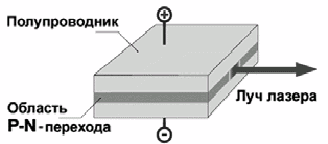 ⊕
Полупроводник
Луч лазера
Область
P-N-перехода
⊖